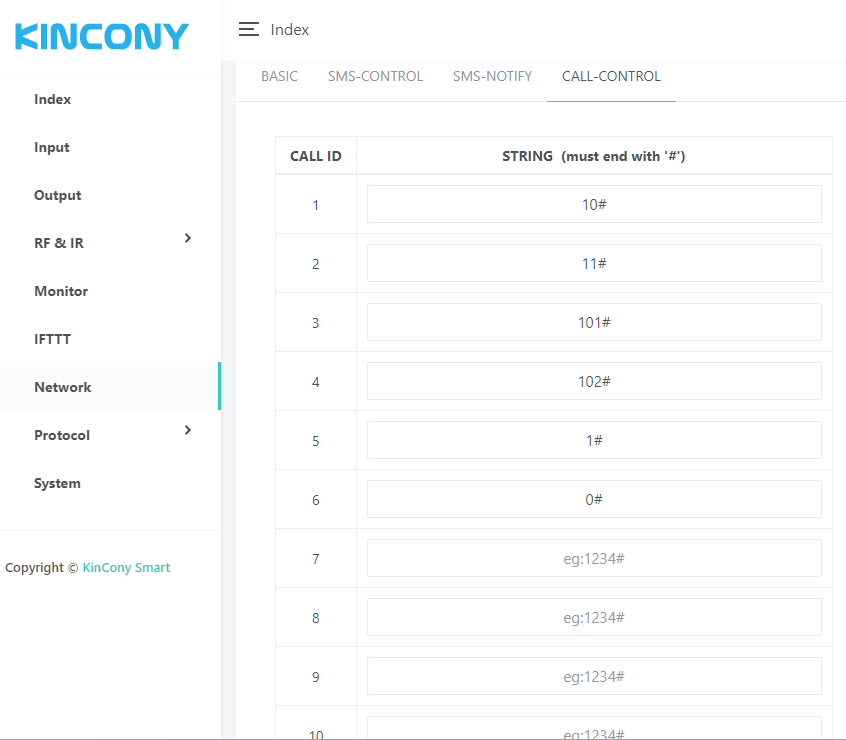 KINCONY
Index
Index
Input
Output
RF & IR
Monitor
IFTTT
Network
Protocol
System
Copyright © KinCony Smart
BASIC SMS-CONTROL SMS-NOTIFY CALL-CONTROL
CALL ID STRING (must end with '#')
1 10#
2 11#
3 101#
4 102#
5 1#
6 0#
7 eg:1234#
8 eg:1234#
9 eg:1234#
10 eg:1234#